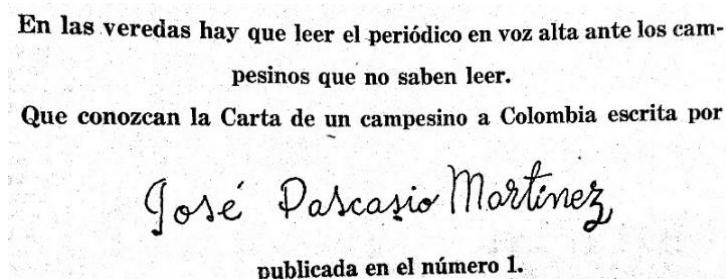 En las veredas hay que leer el periódico en voz alta ante los cam-
pesinos que no saben leer.
Que conozcan la Carta de un campesino a Colombia escrita por
José Pascasio Martínez
publicada en el número 1.